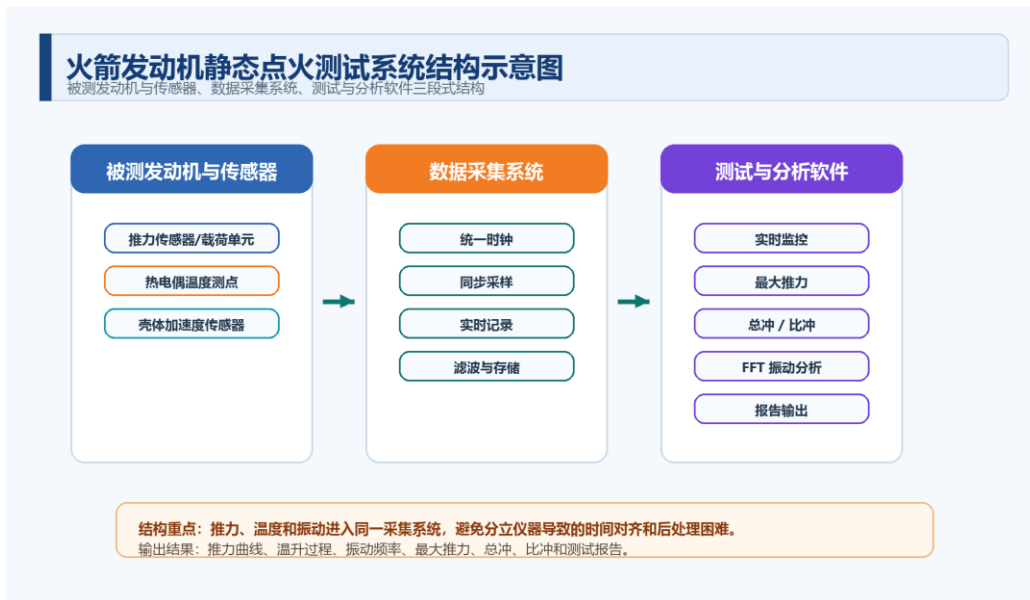 火箭发动机静态点火测试系统结构示意图
被测发动机与传感器、数据采集系统、测试与分析软件三段式结构
被测发动机与传感器
推力传感器/载荷单元
热电偶温度测点
壳体加速度传感器
数据采集系统
统一时钟
同步采样
实时记录
滤波与存储
测试与分析软件
实时监控
最大推力
总冲 / 比冲
FFT 振动分析
报告输出
结构重点：推力、温度和振动进入同一采集系统，避免分立仪器导致的时间对齐和后处理困难。
输出结果：推力曲线、温升过程、振动频率、最大推力、总冲、比冲和测试报告。